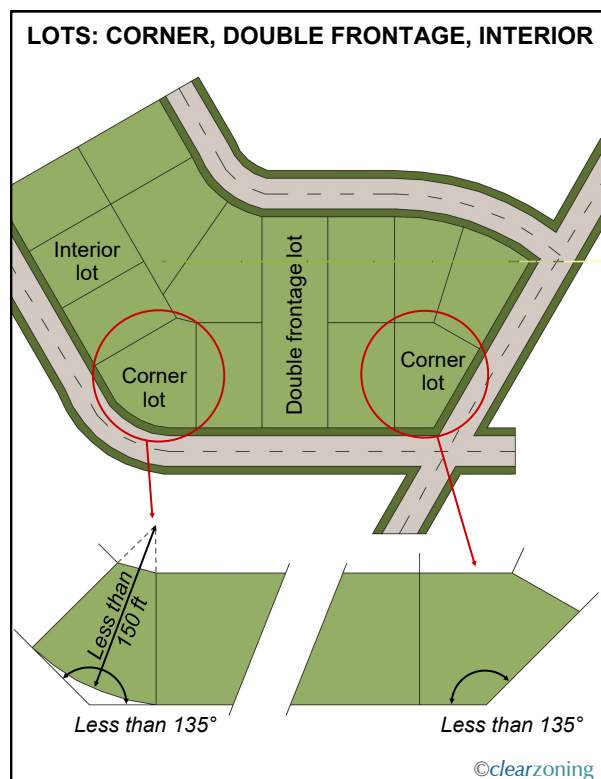 LOTS: CORNER, DOUBLE FRONTAGE, INTERIOR
Interior
lot
Double frontage lot
Corner
lot
Corner
lot
Less than
150 ft
Less than 135°
Less than 135°
©clearzoning